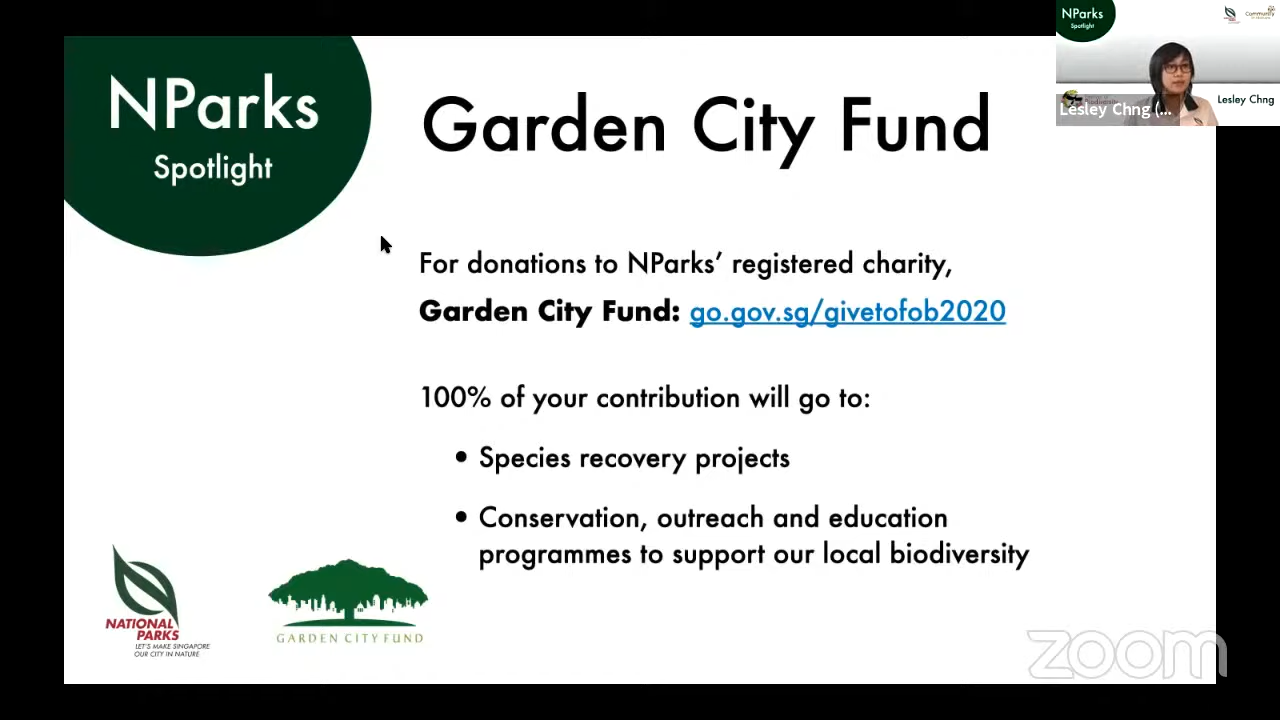 NParks
Spotlight
Garden City Fund
For donations to NParks’ registered charity,
Garden City Fund: go.gov.sg/givetofob2020
100% of your contribution will go to:
• Species recovery projects
• Conservation, outreach and education
programmes to support our local biodiversity
NATIONAL
PARKS
LET'S MAKE SINGAPORE
OUR CITY IN NATURE
GARDEN CITY FUND
zoom
NParks
Spotlight
Community
Lesley Chng (...
Lesley Chng